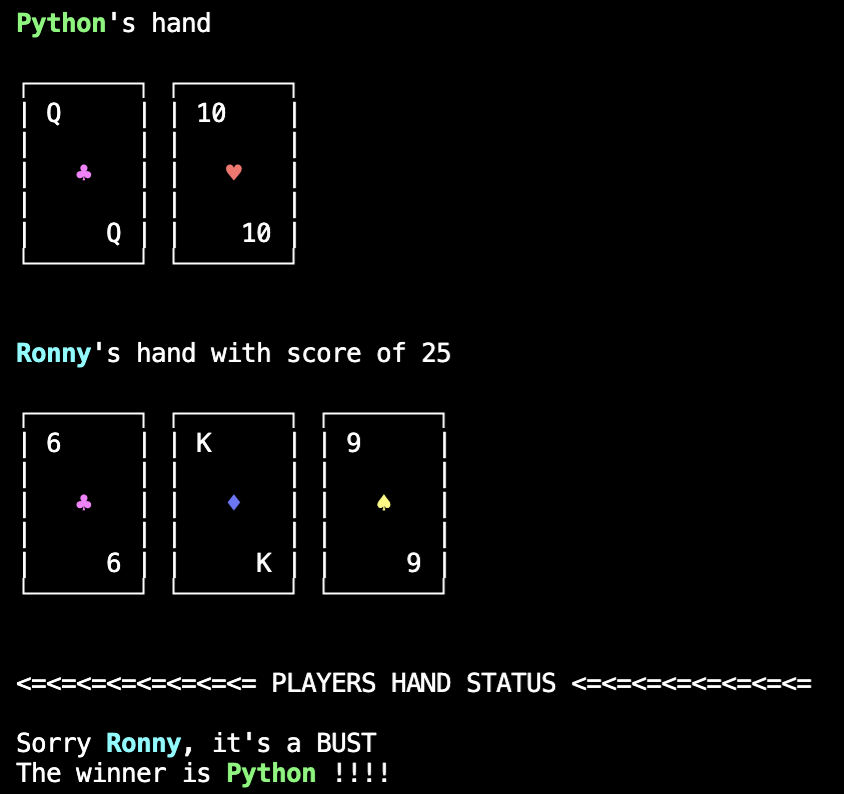 Python's hand
Q 10
♣ ♥
Q 10
Ronny's hand with score of 25
6 K 9
♣ ♦ ♠
6 K 9
<=<=<=<=<=<=<=<= PLAYERS HAND STATUS <=<=<=<=<=<=<=<=
Sorry Ronny, it's a BUST
The winner is Python !!!!